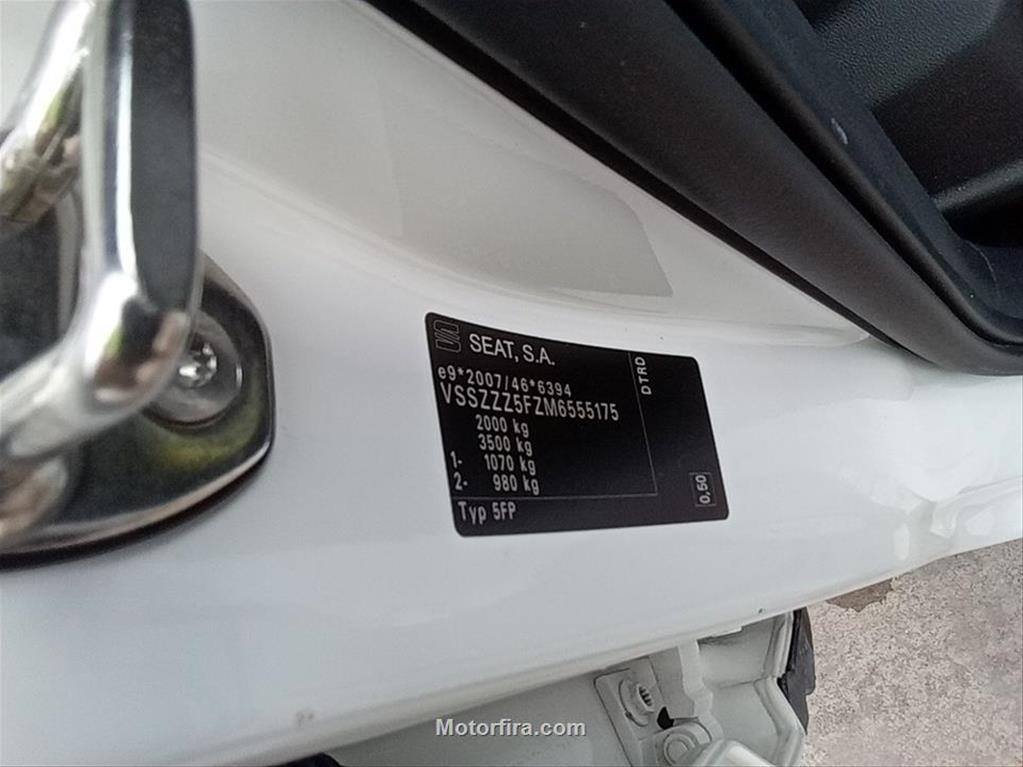 SEAT, S.A.
e9*2007/46*6394
VSSZZZ5FZM6555175
2000 kg
3500 kg
1- 1070 kg
2- 980 kg
Typ 5FP
DTRD
0,50
Motorfira.com